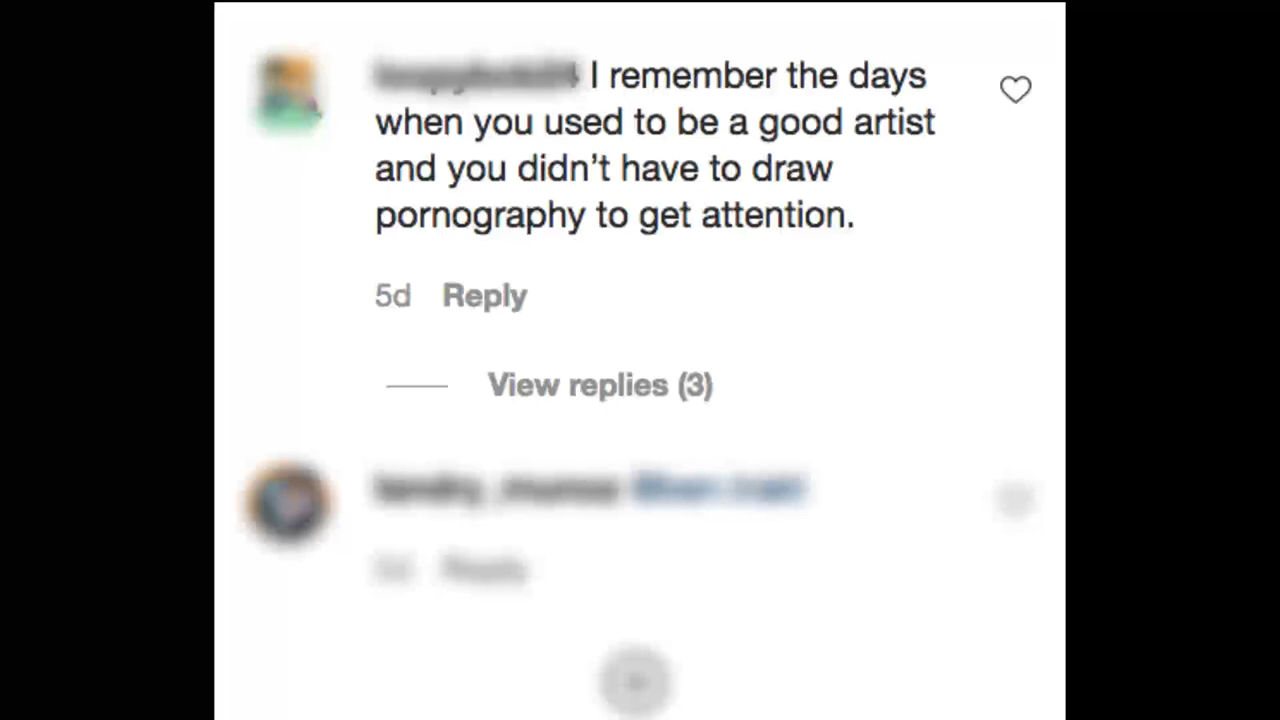 I remember the days
when you used to be a good artist
and you didn’t have to draw
pornography to get attention.
5d Reply
View replies (3)
Reply